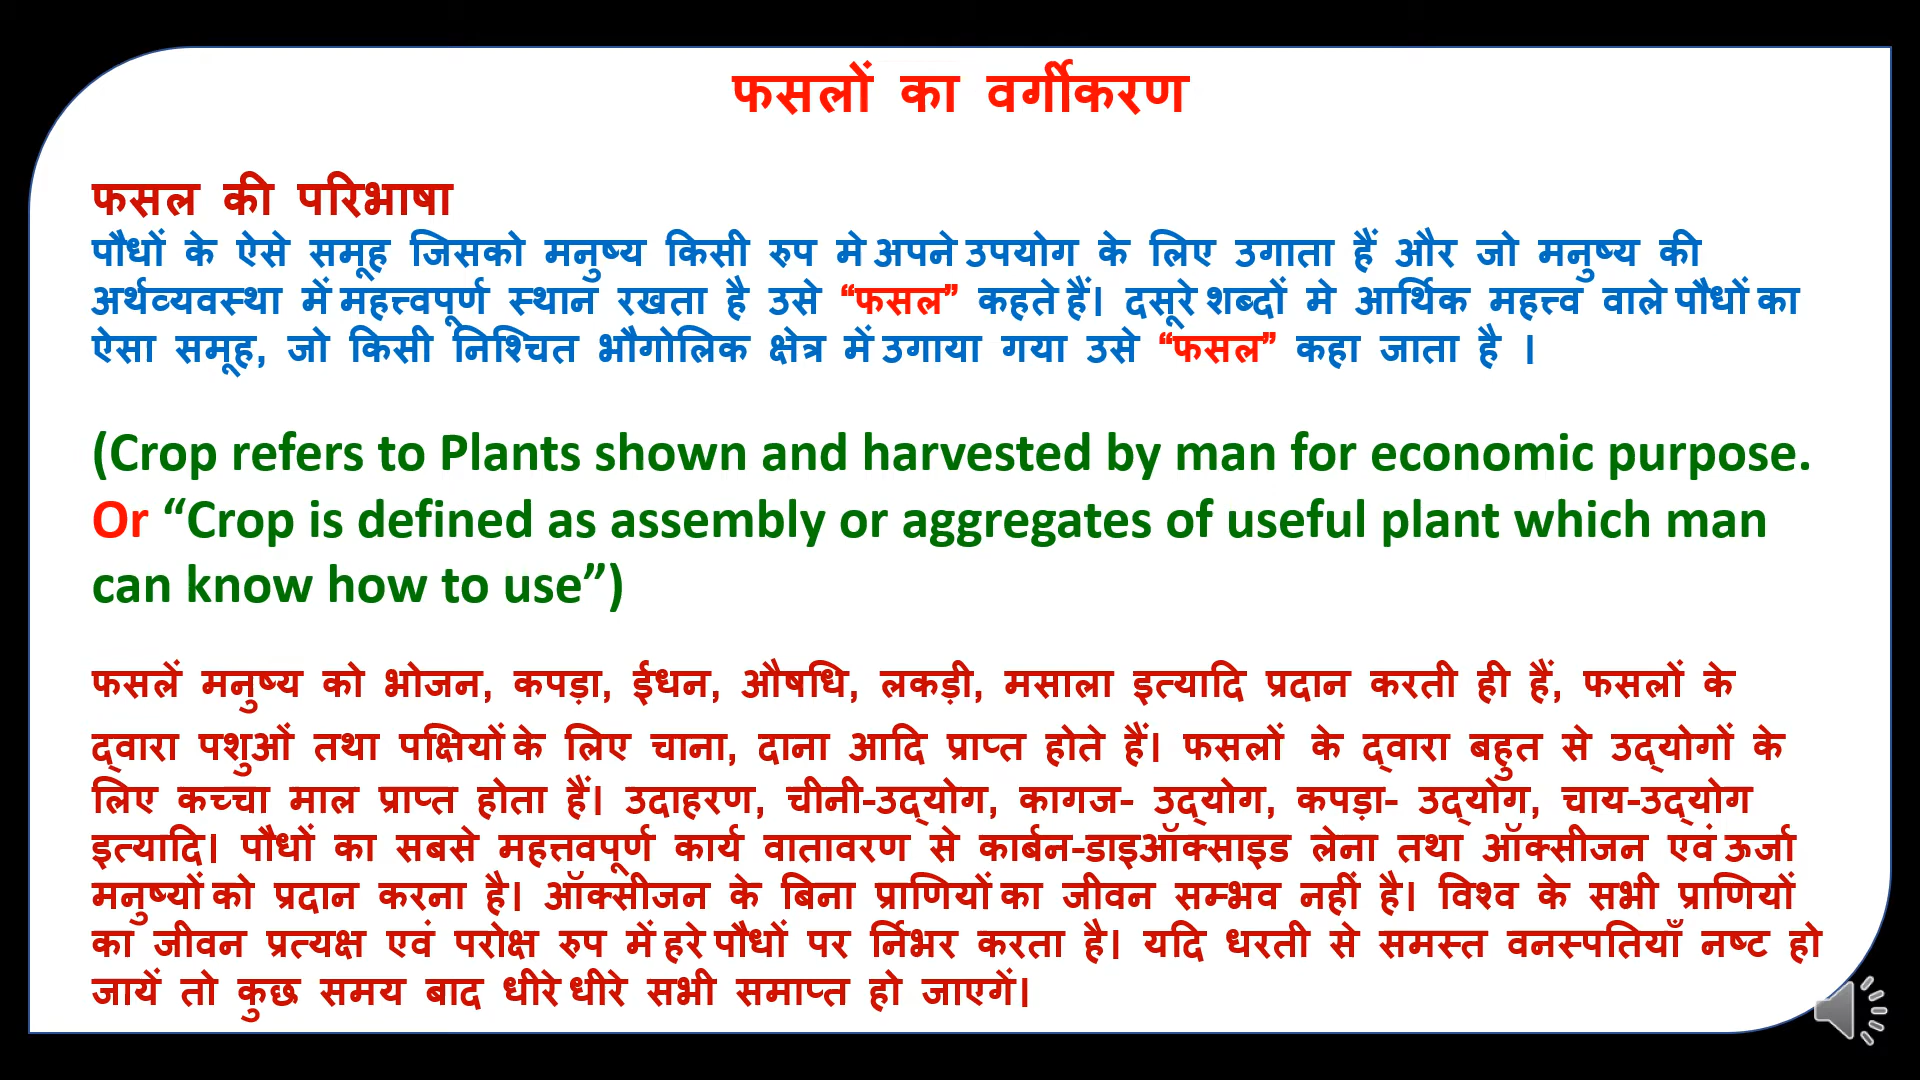 फसलों का वर्गीकरण
फसल की परिभाषा
पौधों के ऐसे समूह जिसको मनुष्य किसी रुप मे अपने उपयोग के लिए उगाता हैं और जो मनुष्य की
अर्थव्यवस्था में महत्त्वपूर्ण स्थान रखता है उसे “फसल” कहते हैं। दसूरे शब्दों मे आर्थिक महत्त्व वाले पौधों का
ऐसा समूह, जो किसी निश्चित भौगोलिक क्षेत्र में उगाया गया उसे “फसल” कहा जाता है ।
(Crop refers to Plants shown and harvested by man for economic purpose.
Or “Crop is defined as assembly or aggregates of useful plant which man
can know how to use”)
फसलें मनुष्य को भोजन, कपड़ा, ईधन, औषधि, लकड़ी, मसाला इत्यादि प्रदान करती ही हैं, फसलों के
द्वारा पशुओं तथा पक्षियों के लिए चाना, दाना आदि प्राप्त होते हैं। फसलों के द्वारा बहुत से उद्योगों के
लिए कच्चा माल प्राप्त होता हैं। उदाहरण, चीनी-उद्योग, कागज- उद्योग, कपड़ा- उद्योग, चाय-उद्योग
इत्यादि। पौधों का सबसे महत्तवपूर्ण कार्य वातावरण से कार्बन-डाइऑक्साइड लेना तथा ऑक्सीजन एवं ऊर्जा
मनुष्यों को प्रदान करना है। ऑक्सीजन के बिना प्राणियों का जीवन सम्भव नहीं है। विश्व के सभी प्राणियों
का जीवन प्रत्यक्ष एवं परोक्ष रुप में हरे पौधों पर निर्भर करता है। यदि धरती से समस्त वनस्पतियाँ नष्ट हो
जायें तो कुछ समय बाद धीरे धीरे सभी समाप्त हो जाएगें।